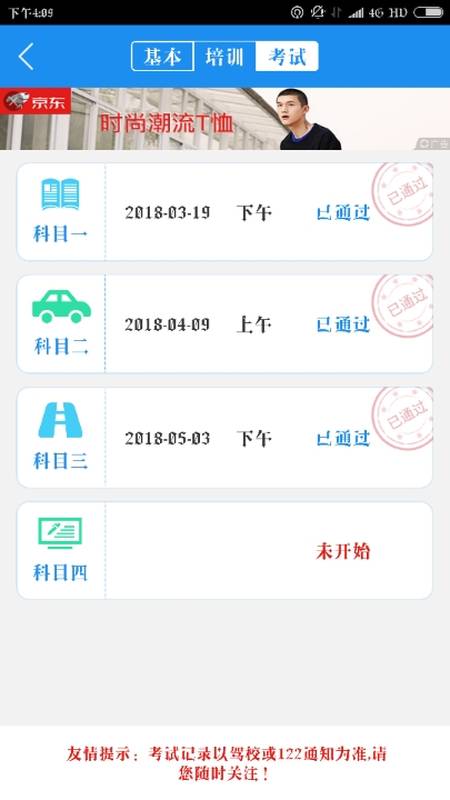 下午4:09
4G HD
基本 培训 考试
京东
时尚潮流T恤
广告
已通过
科目一 2018-03-19 下午 已通过
已通过
科目二 2018-04-09 上午 已通过
已通过
科目三 2018-05-03 下午 已通过
科目四 未开始
友情提示：考试记录以驾校或122通知为准,请
您随时关注！